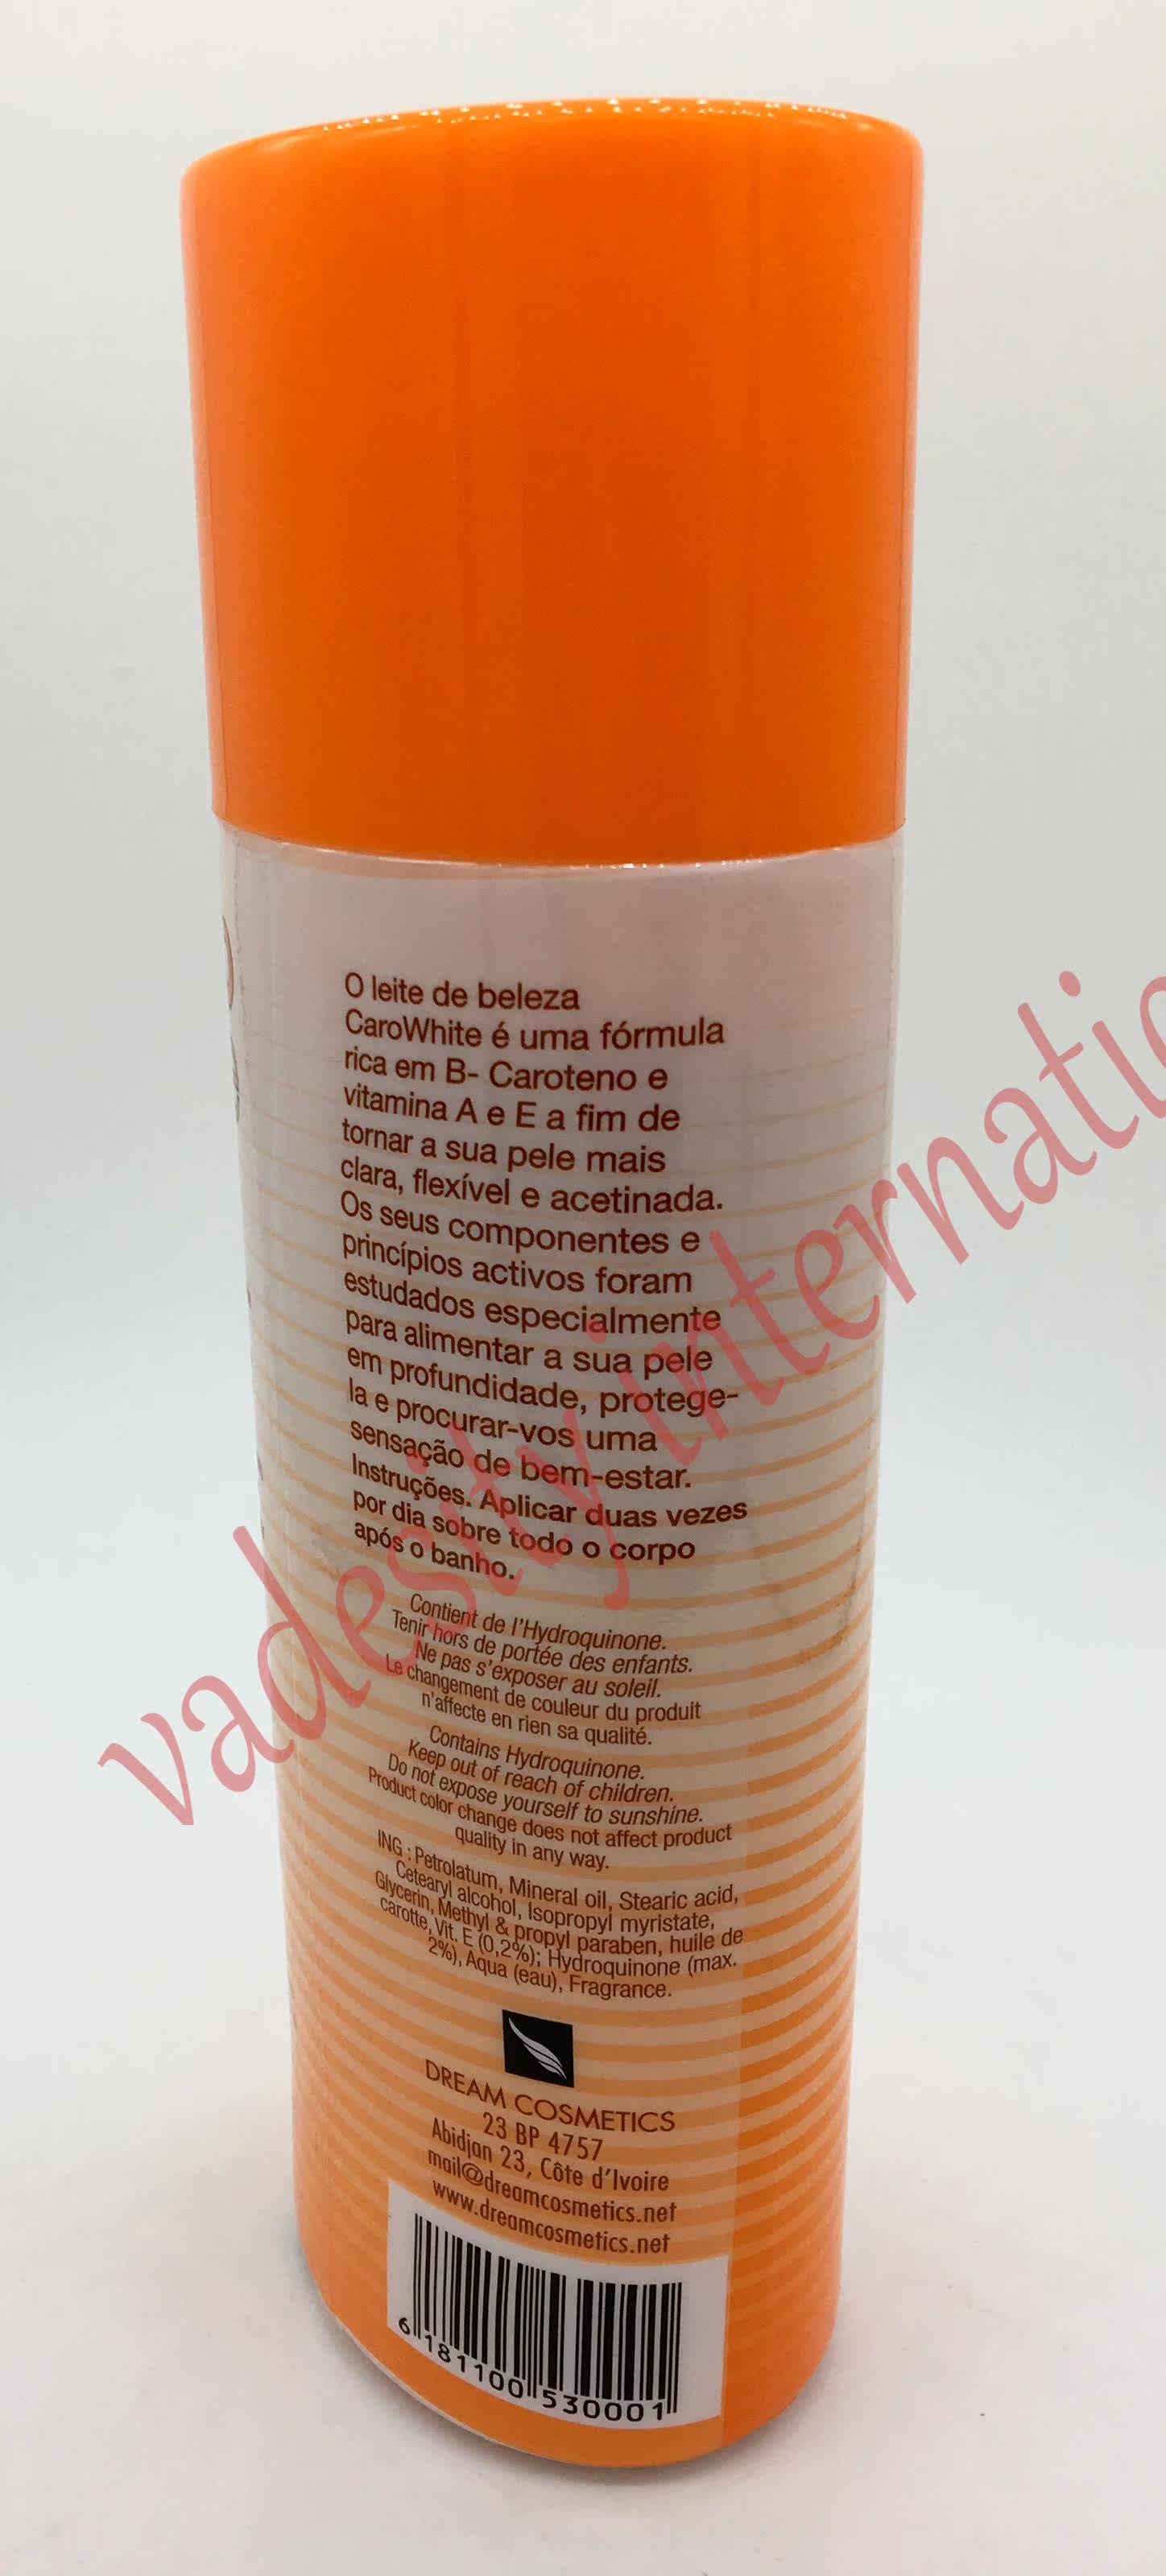 O leite de beleza
CaroWhite é uma fórmula
rica em B- Caroteno e
vitamina A e E a fim de
tornar a sua pele mais
clara, flexível e acetinada.
Os seus componentes e
princípios activos foram
estudados especialmente
para alimentar a sua pele
em profundidade, protege-
la e procurar-vos uma
sensação de bem-estar.
Instruções. Aplicar duas vezes
por dia sobre todo o corpo
após o banho.
Contient de l'Hydroquinone.
Tenir hors de portée des enfants.
Ne pas s'exposer au soleil.
Le changement de couleur du produit
n'affecte en rien sa qualité.
Contains Hydroquinone.
Keep out of reach of children.
Do not expose yourself to sunshine.
Product color change does not affect product
quality in any way.
ING : Petrolatum, Mineral oil, Stearic acid,
Cetearyl alcohol, Isopropyl myristate,
Glycerin, Methyl & propyl paraben, huile de
carotte, Vit. E (0,2%); Hydroquinone (max.
2%), Aqua (eau), Fragrance.
DREAM COSMETICS
23 BP 4757
Abidjan 23, Côte d'Ivoire
mail@dreamcosmetics.net
www.dreamcosmetics.net
6 181100 530001
vadesity internatio